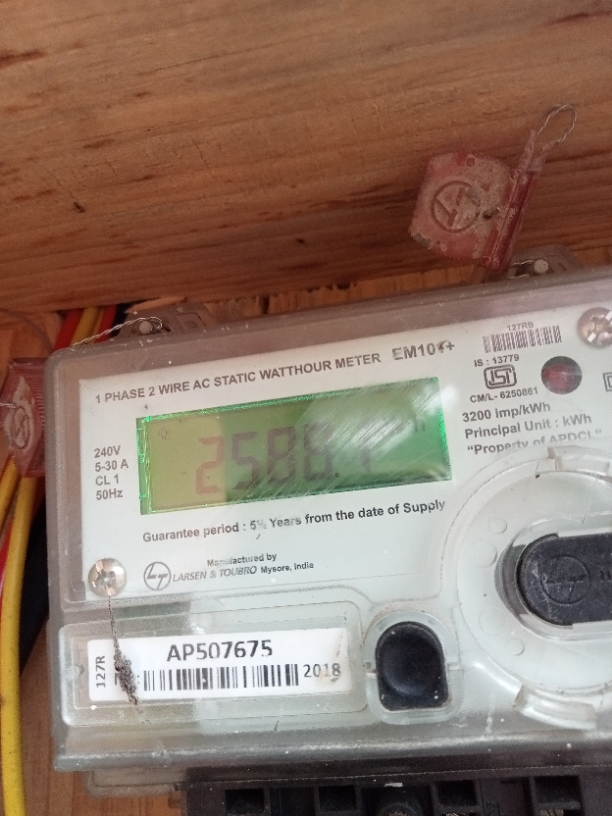 1 PHASE 2 WIRE AC STATIC WATTHOUR METER EM101+
127RB
IS : 13779
CM/L- 6250861
3200 imp/kWh
Principal Unit : kWh
"Property of APDCL"
240V
5-30 A
CL 1
50Hz
2588.1
Guarantee period : 5½ Years from the date of Supply
Manufactured by
LARSEN & TOUBRO Mysore, India
127R
AP507675
2018